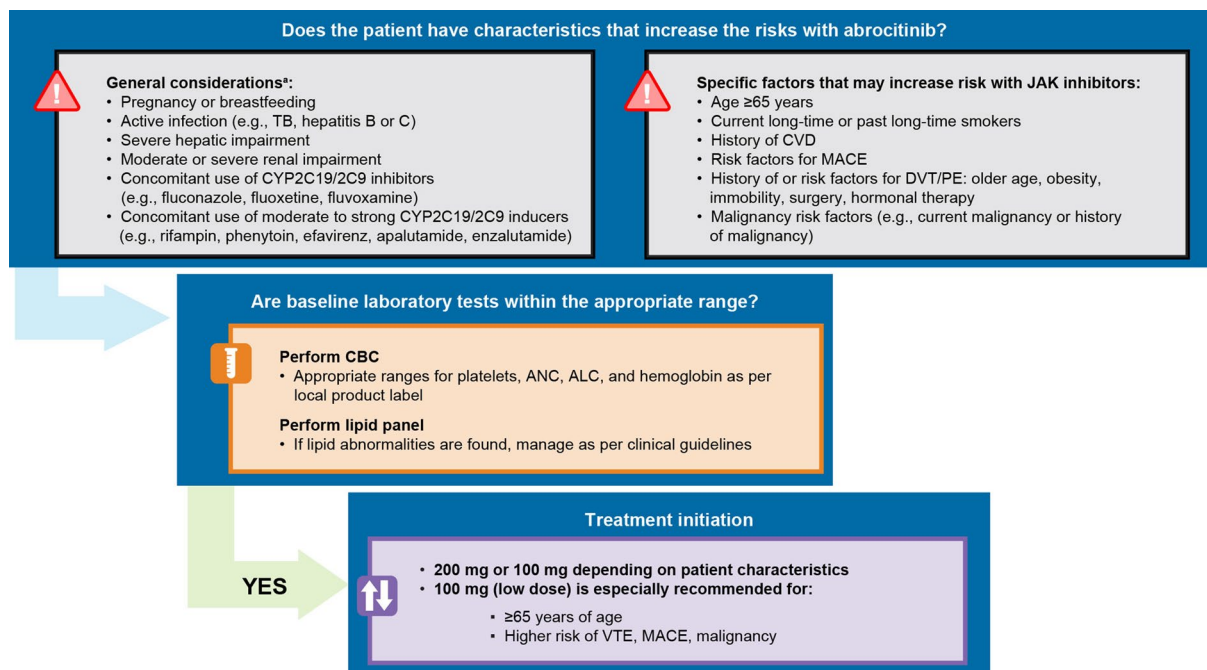 Does the patient have characteristics that increase the risks with abrocitinib?
General considerationsª:
• Pregnancy or breastfeeding
• Active infection (e.g., TB, hepatitis B or C)
• Severe hepatic impairment
• Moderate or severe renal impairment
• Concomitant use of CYP2C19/2C9 inhibitors
(e.g., fluconazole, fluoxetine, fluvoxamine)
• Concomitant use of moderate to strong CYP2C19/2C9 inducers
(e.g., rifampin, phenytoin, efavirenz, apalutamide, enzalutamide)
Specific factors that may increase risk with JAK inhibitors:
• Age ≥65 years
• Current long-time or past long-time smokers
• History of CVD
• Risk factors for MACE
• History of or risk factors for DVT/PE: older age, obesity,
immobility, surgery, hormonal therapy
• Malignancy risk factors (e.g., current malignancy or history
of malignancy)
Are baseline laboratory tests within the appropriate range?
Perform CBC
• Appropriate ranges for platelets, ANC, ALC, and hemoglobin as per
local product label
Perform lipid panel
• If lipid abnormalities are found, manage as per clinical guidelines
YES
Treatment initiation
• 200 mg or 100 mg depending on patient characteristics
• 100 mg (low dose) is especially recommended for:
▪ ≥65 years of age
▪ Higher risk of VTE, MACE, malignancy